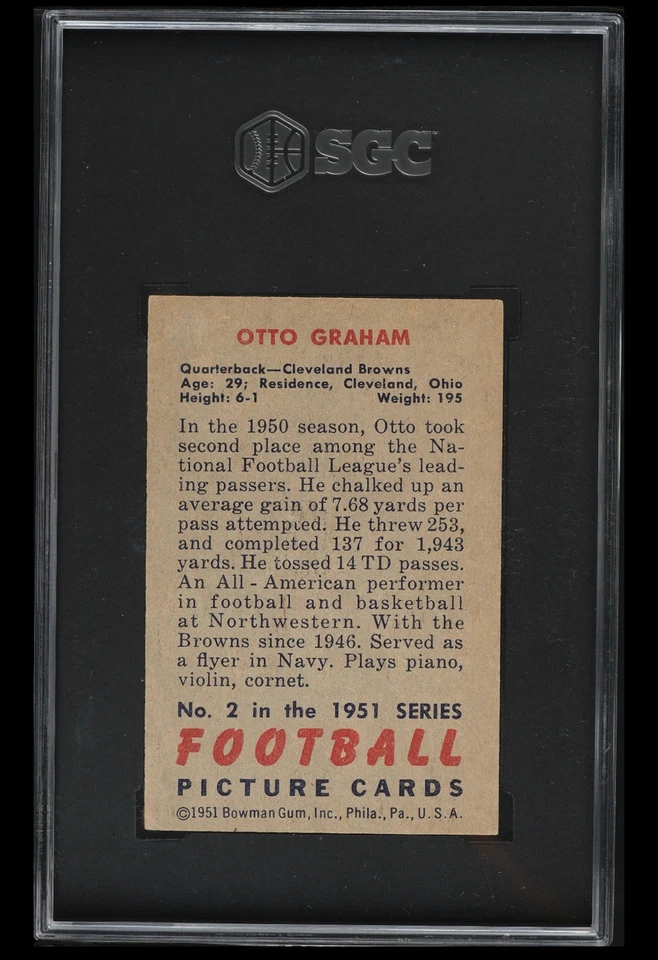 SGC
OTTO GRAHAM
Quarterback—Cleveland Browns
Age: 29; Residence, Cleveland, Ohio
Height: 6-1 Weight: 195
In the 1950 season, Otto took
second place among the Na-
tional Football League's lead-
ing passers. He chalked up an
average gain of 7.68 yards per
pass attempted. He threw 253,
and completed 137 for 1,943
yards. He tossed 14 TD passes.
An All - American performer
in football and basketball
at Northwestern. With the
Browns since 1946. Served as
a flyer in Navy. Plays piano,
violin, cornet.
No. 2 in the 1951 SERIES
FOOTBALL
PICTURE CARDS
©1951 Bowman Gum, Inc., Phila., Pa., U.S.A.